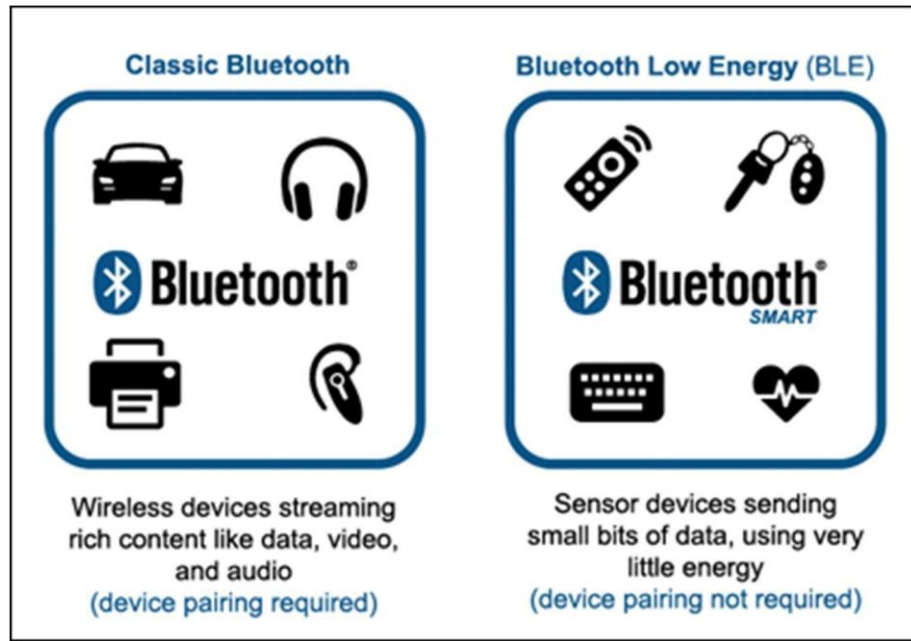 Classic Bluetooth
Bluetooth®
Wireless devices streaming
rich content like data, video,
and audio
(device pairing required)
Bluetooth Low Energy (BLE)
Bluetooth®
SMART
Sensor devices sending
small bits of data, using very
little energy
(device pairing not required)